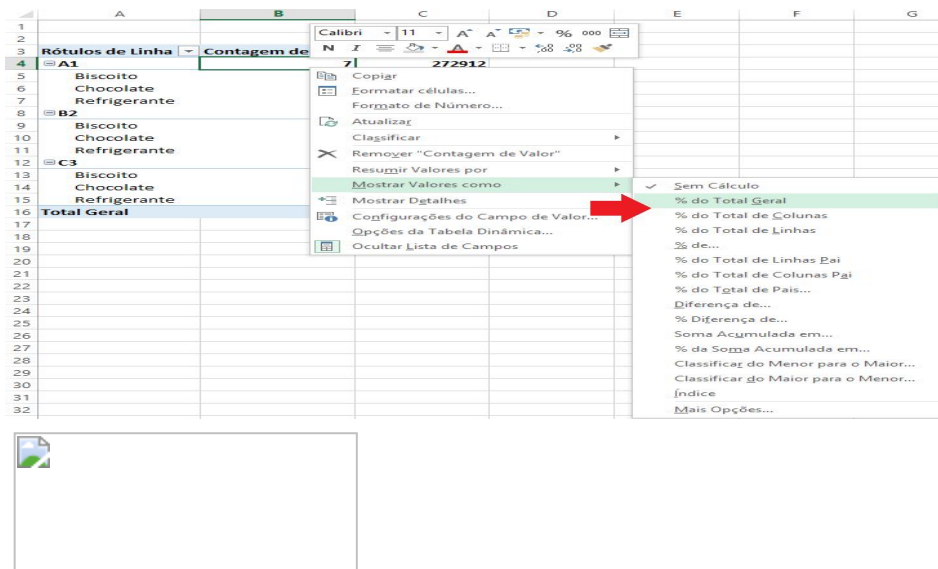 A B C D E F G
1
Calibri 11 A A % 000
2
N I A
3 Rótulos de Linha Contagem de
4 A1 7 272912
5 Biscoito
6 Chocolate
7 Refrigerante
8 B2
9 Biscoito
10 Chocolate
11 Refrigerante
12 C3
13 Biscoito
14 Chocolate
15 Refrigerante
16 Total Geral
17
18
19
20
21
22
23
24
25
26
27
28
29
30
31
32
Copiar
Formatar células...
Formato de Número...
Atualizar
Classificar
Remover "Contagem de Valor"
Resumir Valores por
Mostrar Valores como
Mostrar Detalhes
Configurações do Campo de Valor...
Opções da Tabela Dinâmica...
Ocultar Lista de Campos
Sem Cálculo
% do Total Geral
% do Total de Colunas
% do Total de Linhas
% de...
% do Total de Linhas Pai
% do Total de Colunas Pai
% do Total de Pais...
Diferença de...
% Diferença de...
Soma Acumulada em...
% da Soma Acumulada em...
Classificar do Menor para o Maior...
Classificar do Maior para o Menor...
Índice
Mais Opções...